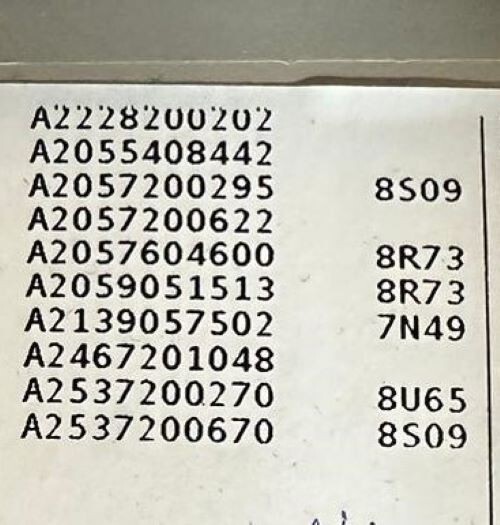 A2228200202
A2055408442
A2057200295 8S09
A2057200622
A2057604600 8R73
A2059051513 8R73
A2139057502 7N49
A2467201048
A2537200270 8U65
A2537200670 8S09